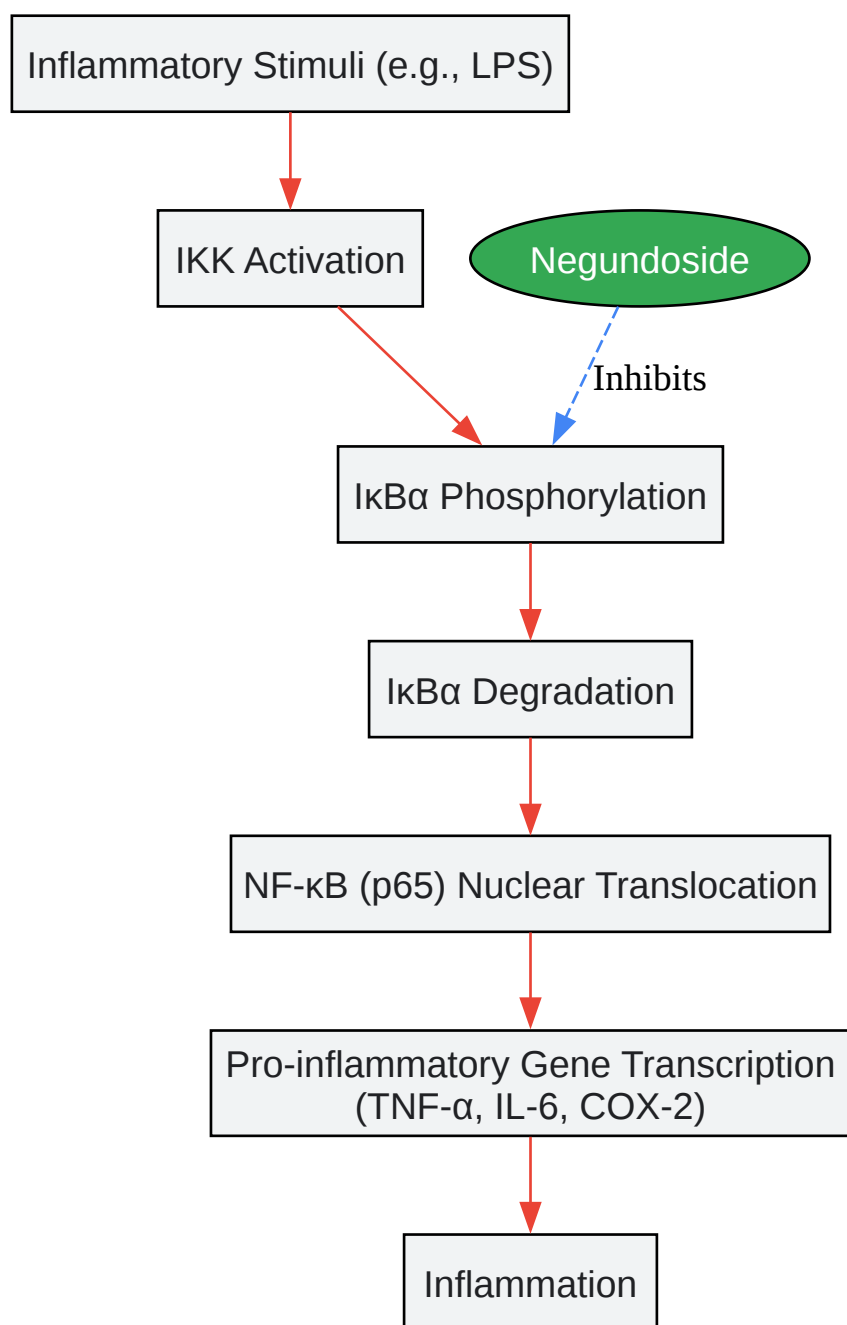 Inflammatory Stimuli (e.g., LPS)
IKK Activation
Negundoside
Inhibits
IκBα Phosphorylation
IκBα Degradation
NF-κB (p65) Nuclear Translocation
Pro-inflammatory Gene Transcription
(TNF-α, IL-6, COX-2)
Inflammation